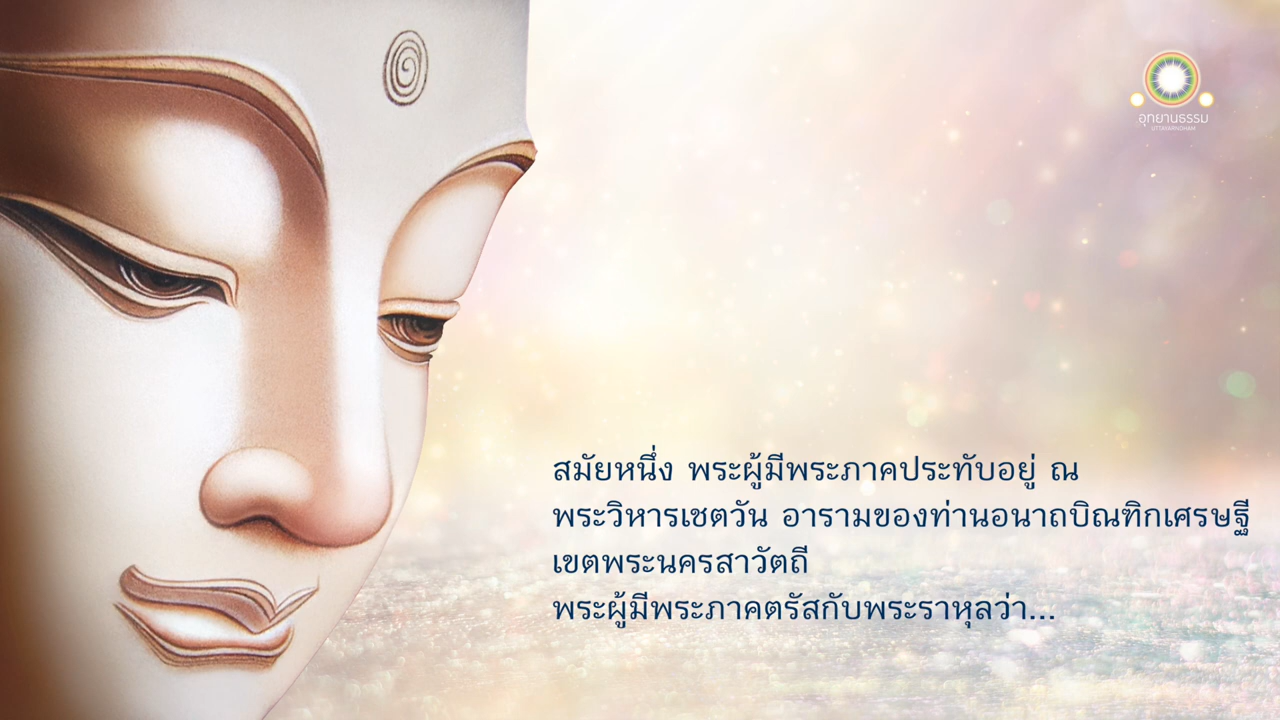 อุทยานธรรม
UTTAYARNDHAM
สมัยหนึ่ง พระผู้มีพระภาคประทับอยู่ ณ
พระวิหารเชตวัน อารามของท่านอนาถบิณฑิกเศรษฐี
เขตพระนครสาวัตถี
พระผู้มีพระภาคตรัสกับพระราหุลว่า...